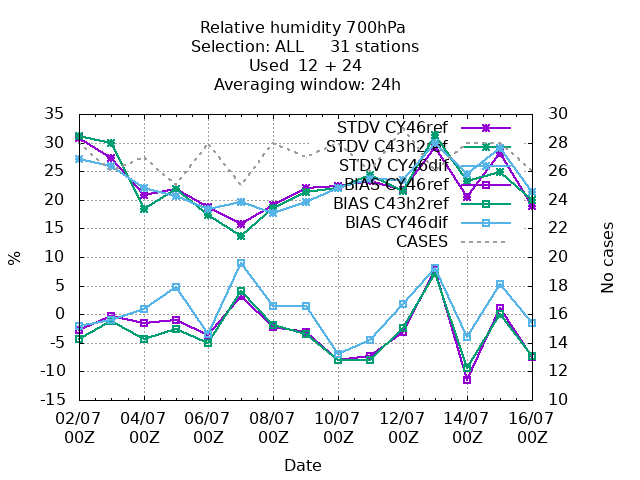 Relative humidity 700hPa
Selection: ALL 31 stations
Used 12 + 24
Averaging window: 24h
35 30
30 28
25 26
20 24
15 22
10 20
5 18
0 16
-5 14
-10 12
-15 10
STDV CY46ref
STDV C43h2ref
STDV CY46dif
BIAS CY46ref
BIAS C43h2ref
BIAS CY46dif
CASES
%
No cases
02/07 04/07 06/07 08/07 10/07 12/07 14/07 16/07
00Z 00Z 00Z 00Z 00Z 00Z 00Z 00Z
Date